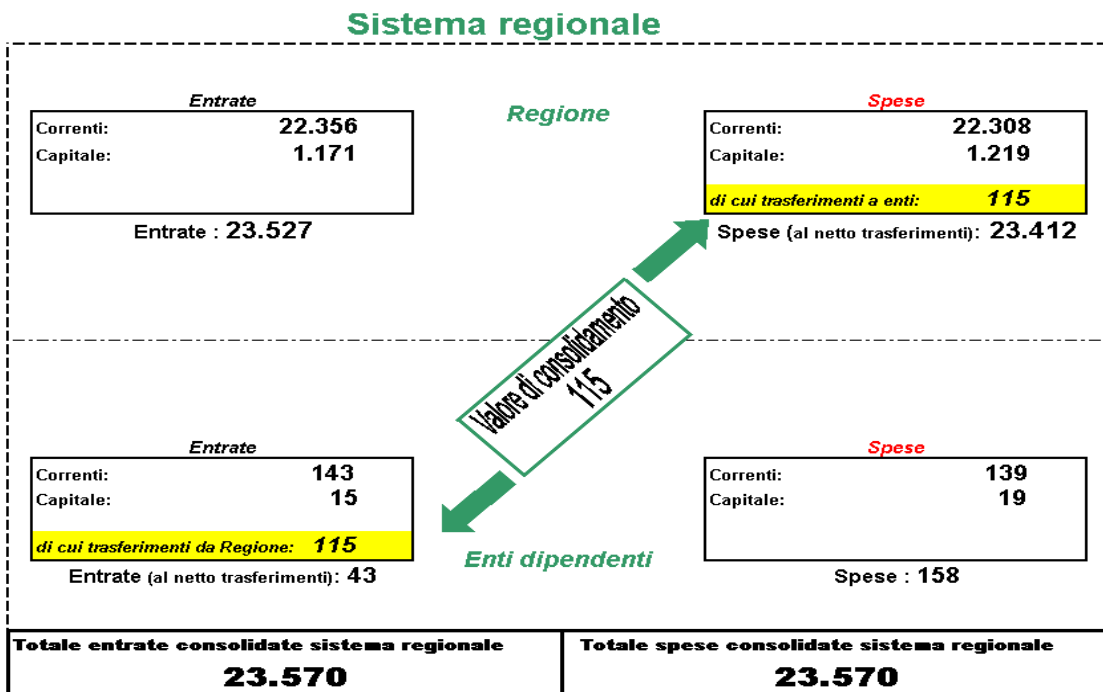 Sistema regionale
Entrate
Correnti: 22.356
Capitale: 1.171
Entrate : 23.527
Regione
Spese
Correnti: 22.308
Capitale: 1.219
di cui trasferimenti a enti: 115
Spese (al netto trasferimenti): 23.412
Valore di consolidamento
115
Entrate
Correnti: 143
Capitale: 15
di cui trasferimenti da Regione: 115
Entrate (al netto trasferimenti): 43
Enti dipendenti
Spese
Correnti: 139
Capitale: 19
Spese : 158
Totale entrate consolidate sistema regionale
23.570
Totale spese consolidate sistema regionale
23.570